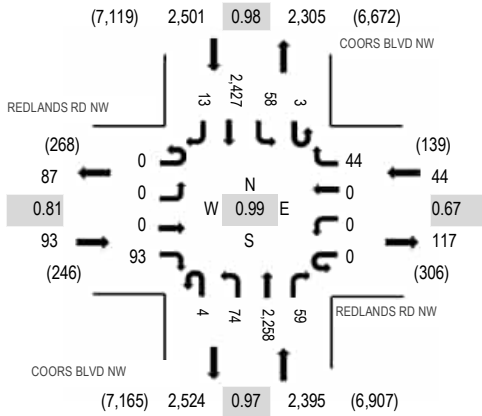 (7,119) 2,501 0.98 2,305 (6,672)
COORS BLVD NW
13 2,427 58 3
REDLANDS RD NW
(268) 0 44 (139)
87 0 N 0 44
0.81 W 0.99 E 0.67
93 0 S 0 117
(246) 93 0 (306)
4 74 2,258 59
REDLANDS RD NW
COORS BLVD NW
(7,165) 2,524 0.97 2,395 (6,907)